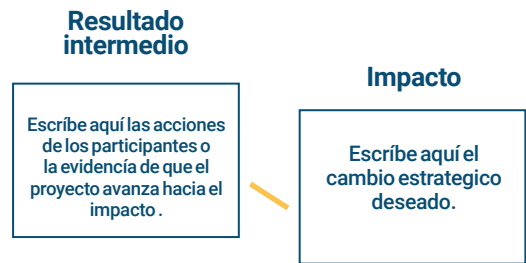 Resultado
intermedio
Escríbe aquí las acciones
de los participantes o
la evidencía de que el
proyecto avanza hacia el
impacto .
Impacto
Escríbe aquí el
cambio estrategico
deseado.